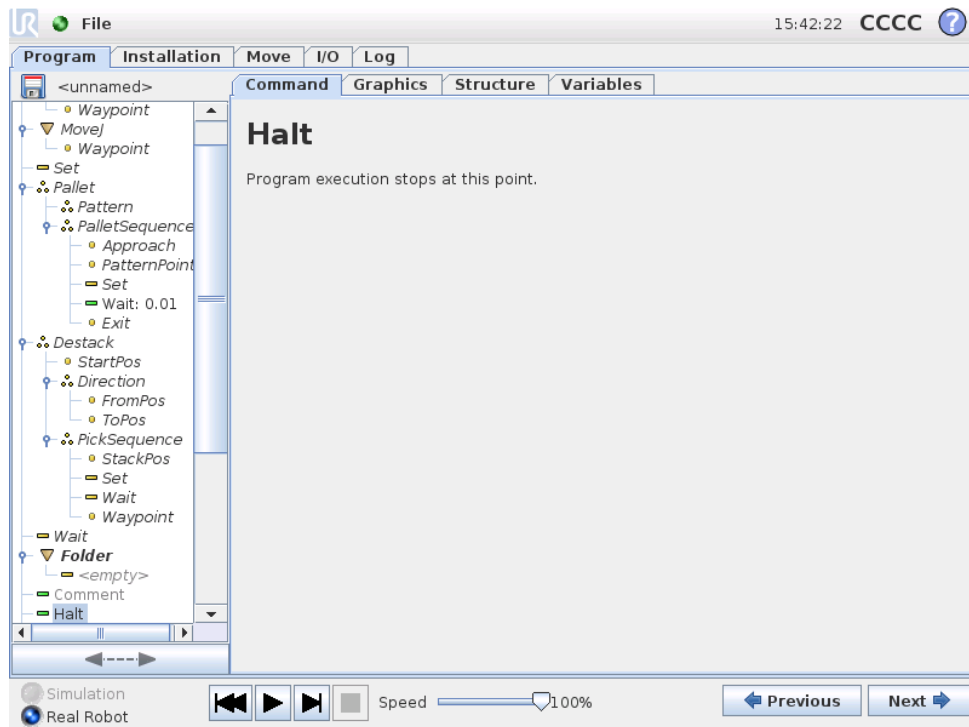 UR File 15:42:22 CCCC ?
Program Installation Move I/O Log
<unnamed>
Command Graphics Structure Variables
Waypoint
MoveJ
Waypoint
Set
Pallet
Pattern
PalletSequence
Approach
PatternPoint
Set
Wait: 0.01
Exit
Destack
StartPos
Direction
FromPos
ToPos
PickSequence
StackPos
Set
Wait
Waypoint
Wait
Folder
<empty>
Comment
Halt
Halt
Program execution stops at this point.
Simulation
Real Robot
Speed 100%
Previous Next